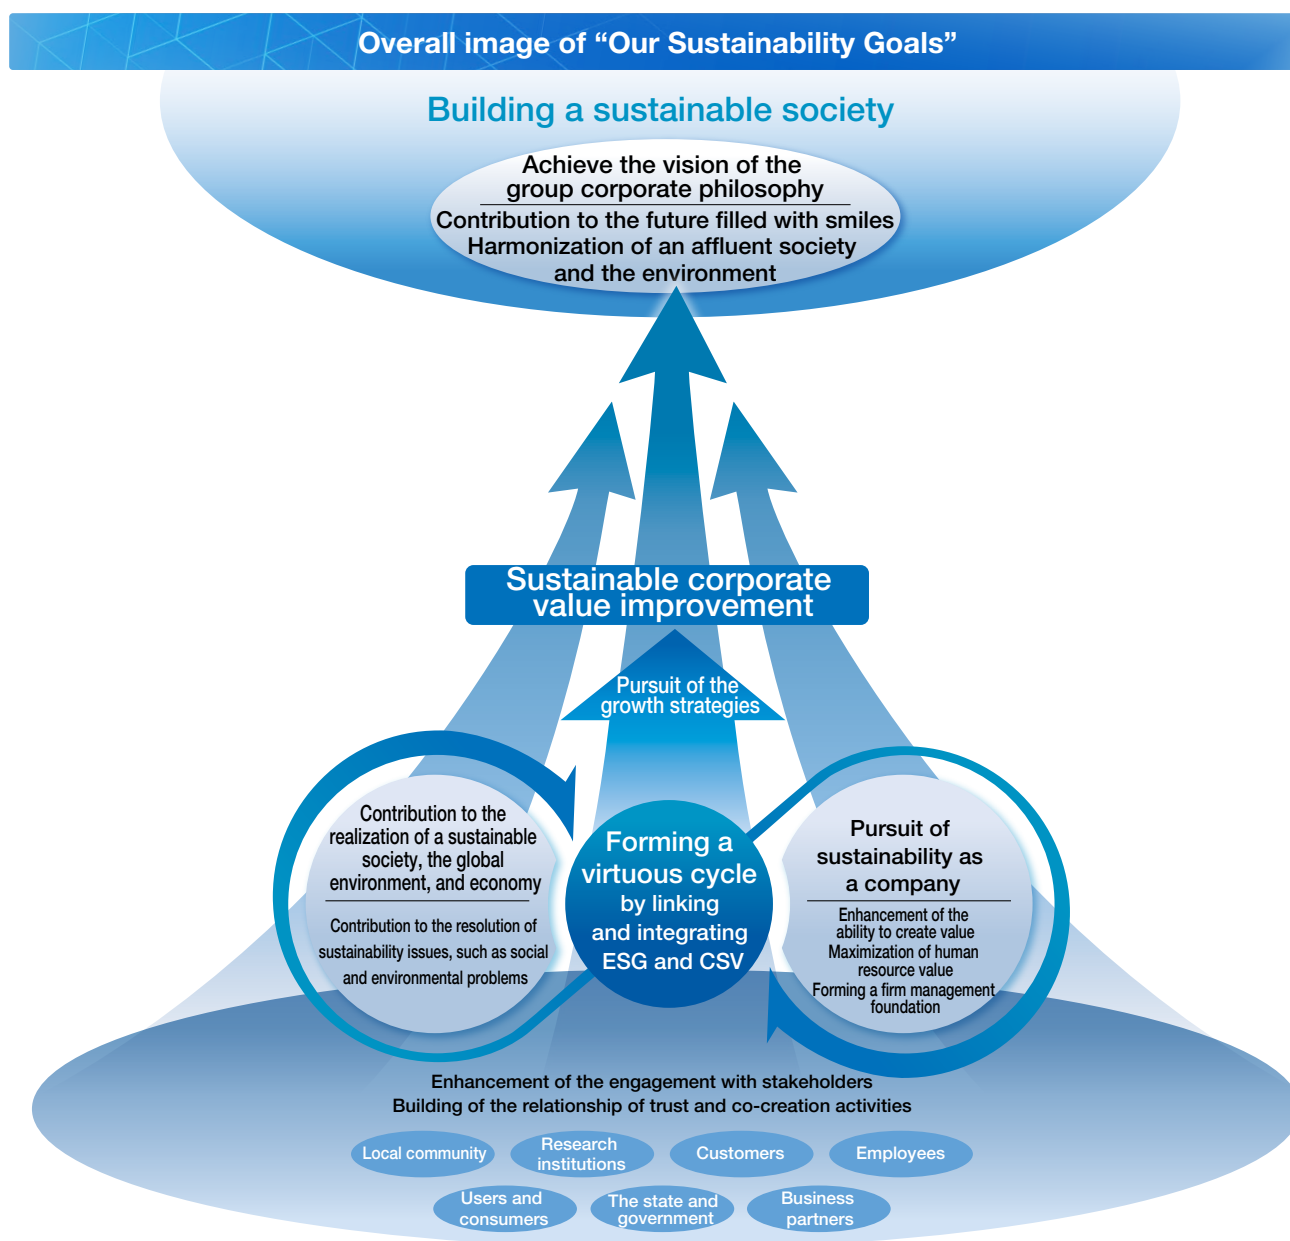 Overall image of “Our Sustainability Goals”
Building a sustainable society
Achieve the vision of the
group corporate philosophy
Contribution to the future filled with smiles
Harmonization of an affluent society
and the environment
Sustainable corporate
value improvement
Pursuit of the
growth strategies
Contribution to the
realization of a sustainable
society, the global
environment, and economy
Contribution to the resolution of
sustainability issues, such as social
and environmental problems
Forming a
virtuous cycle
by linking
and integrating
ESG and CSV
Pursuit of
sustainability as
a company
Enhancement of the
ability to create value
Maximization of human
resource value
Forming a firm management
foundation
Enhancement of the engagement with stakeholders
Building of the relationship of trust and co-creation activities
Local community
Research
institutions
Customers
Employees
Users and
consumers
The state and
government
Business
partners